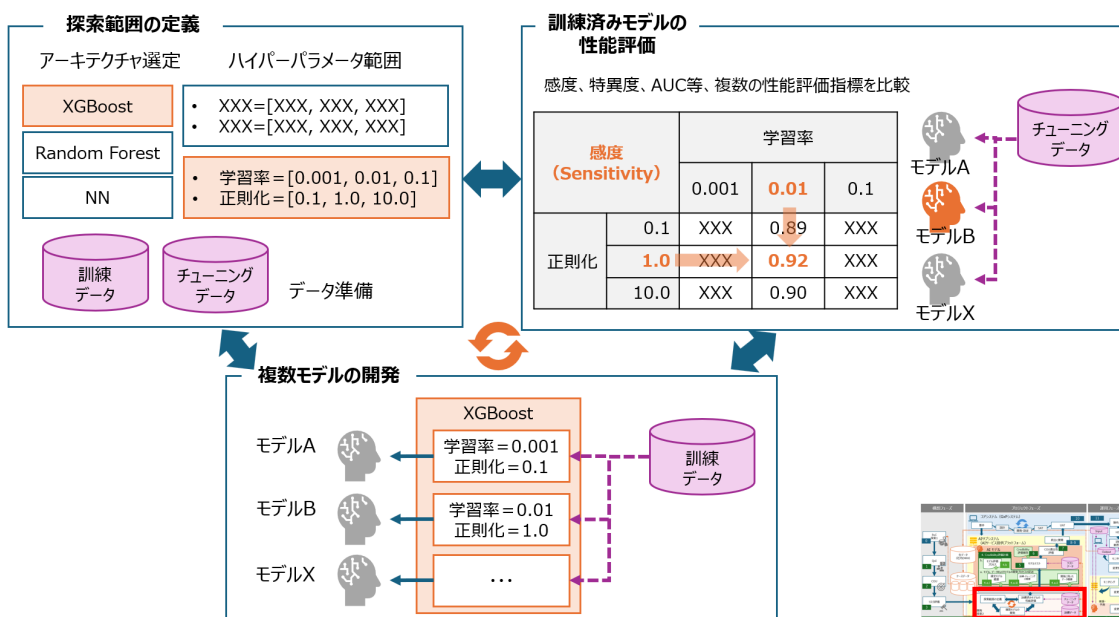 探索範囲の定義
アーキテクチャ選定
ハイパーパラメータ範囲
XGBoost
Random Forest
NN
• XXX=[XXX, XXX, XXX]
• XXX=[XXX, XXX, XXX]
• 学習率=[0.001, 0.01, 0.1]
• 正則化=[0.1, 1.0, 10.0]
訓練
データ
チューニング
データ
データ準備
訓練済みモデルの
性能評価
感度、特異度、AUC等、複数の性能評価指標を比較
感度
(Sensitivity)
学習率
0.001 0.01 0.1
正則化
0.1 XXX 0.89 XXX
1.0 XXX 0.92 XXX
10.0 XXX 0.90 XXX
モデルA
モデルB
モデルX
チューニング
データ
複数モデルの開発
XGBoost
モデルA
学習率=0.001
正則化=0.1
モデルB
学習率=0.01
正則化=1.0
モデルX
...
訓練
データ